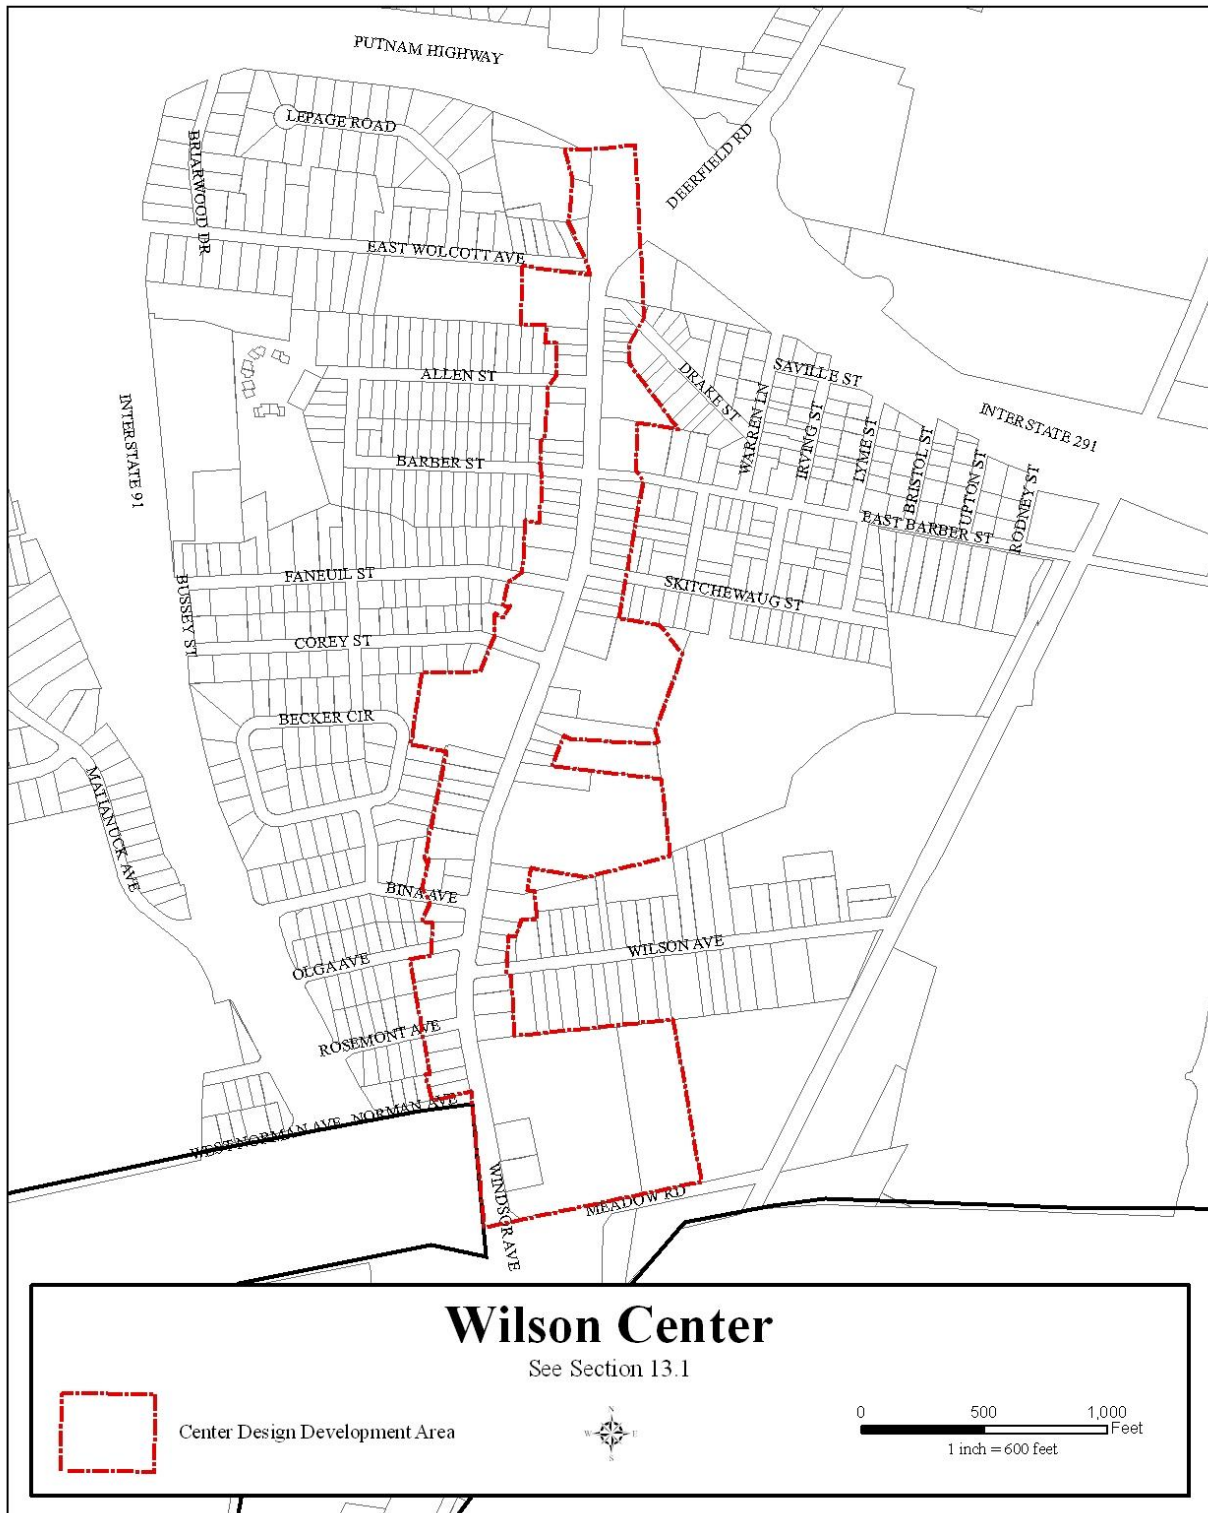 PUTNAM HIGHWAY
LEPAGE ROAD
BRIARWOOD DR
DEERFIELD RD
EAST WOLCOTT AVE
ALLEN ST
DRAKE ST
SAVILLE ST
WARREN LN
IRVING ST
LYME ST
BRISTOL ST
UPTON ST
RODNEY ST
INTERSTATE 291
INTERSTATE 91
BARBER ST
EAST BARBER ST
FANEUIL ST
SKITCHEWAUG ST
BUSSEY ST
COREY ST
BECKER CIR
MATIANUCK AVE
BINA AVE
OLGA AVE
WILSON AVE
ROSEMONT AVE
WEST NORMAN AVE
NORMAN AVE
WINDSOR AVE
MEADOW RD
Wilson Center
See Section 13.1
Center Design Development Area
N
W E
S
0 500 1,000
Feet
1 inch = 600 feet